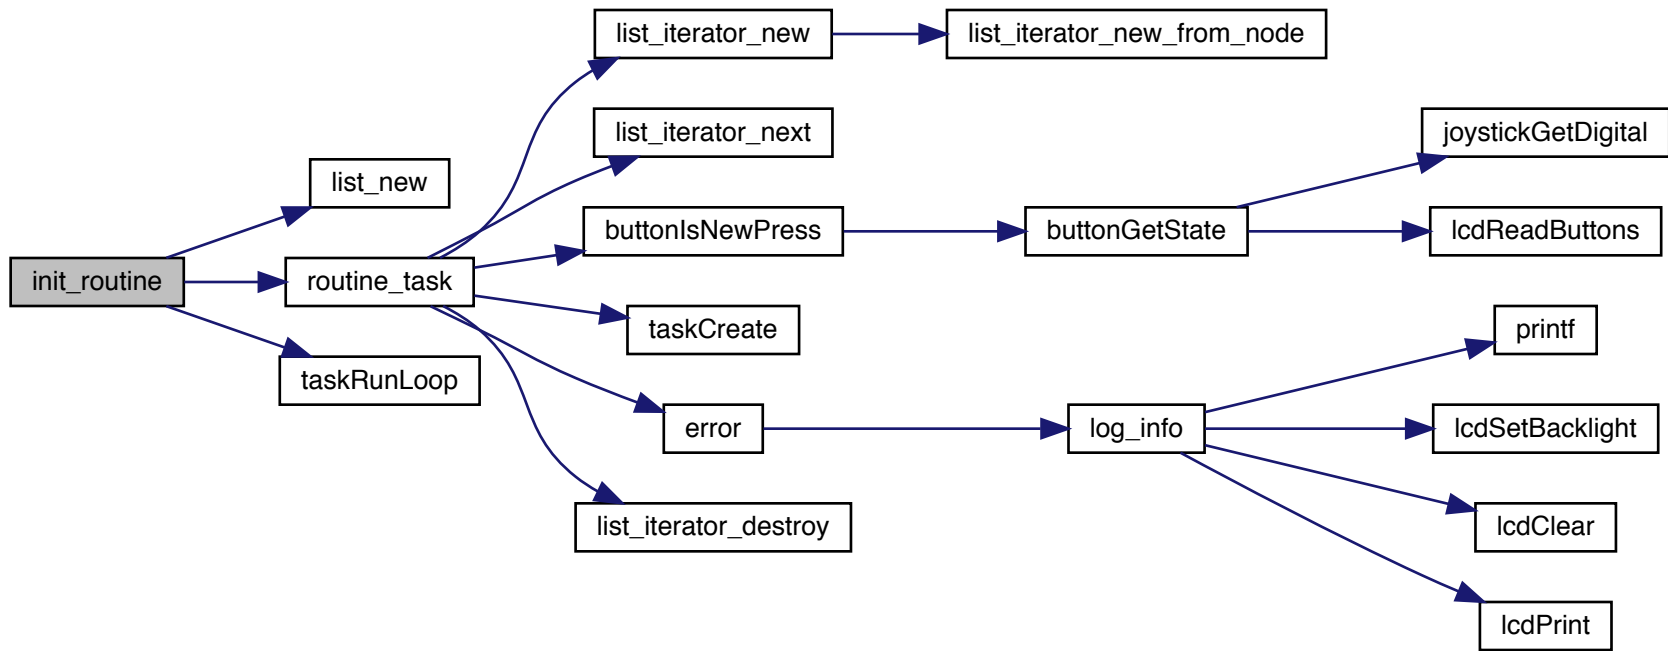 init_routine
list_new
routine_task
taskRunLoop
list_iterator_new
list_iterator_next
buttonIsNewPress
taskCreate
error
list_iterator_destroy
list_iterator_new_from_node
buttonGetState
log_info
joystickGetDigital
lcdReadButtons
printf
lcdSetBacklight
lcdClear
lcdPrint